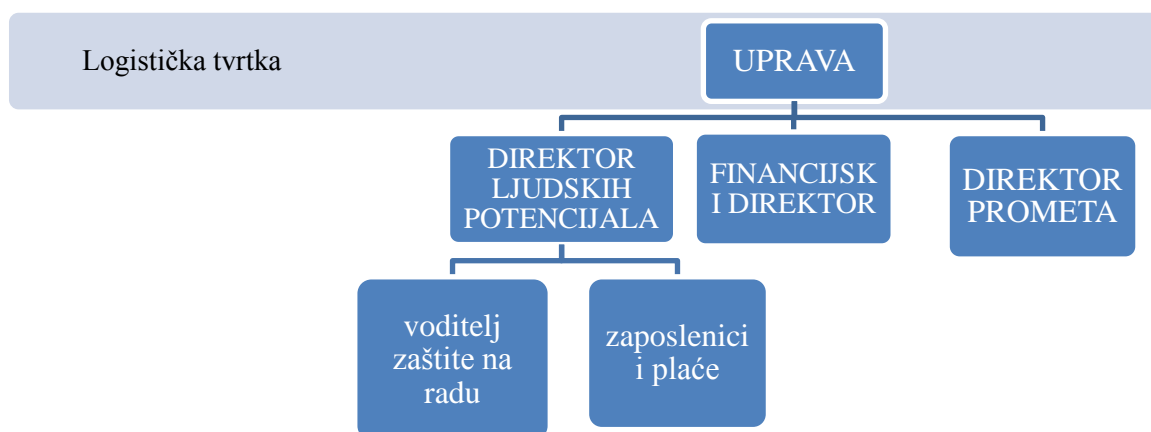 Logistička tvrtka
UPRAVA
DIREKTOR
LJUDSKIH
POTENCIJALA
FINANCIJSK
I DIREKTOR
DIREKTOR
PROMETA
voditelj
zaštite na
radu
zaposlenici
i plaće